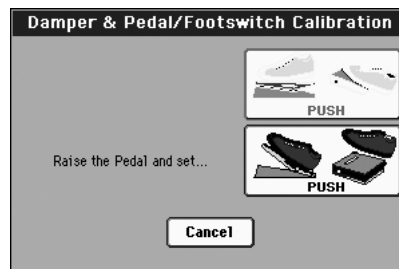 Damper & Pedal/Footswitch Calibration
PUSH
Raise the Pedal and set...
PUSH
Cancel